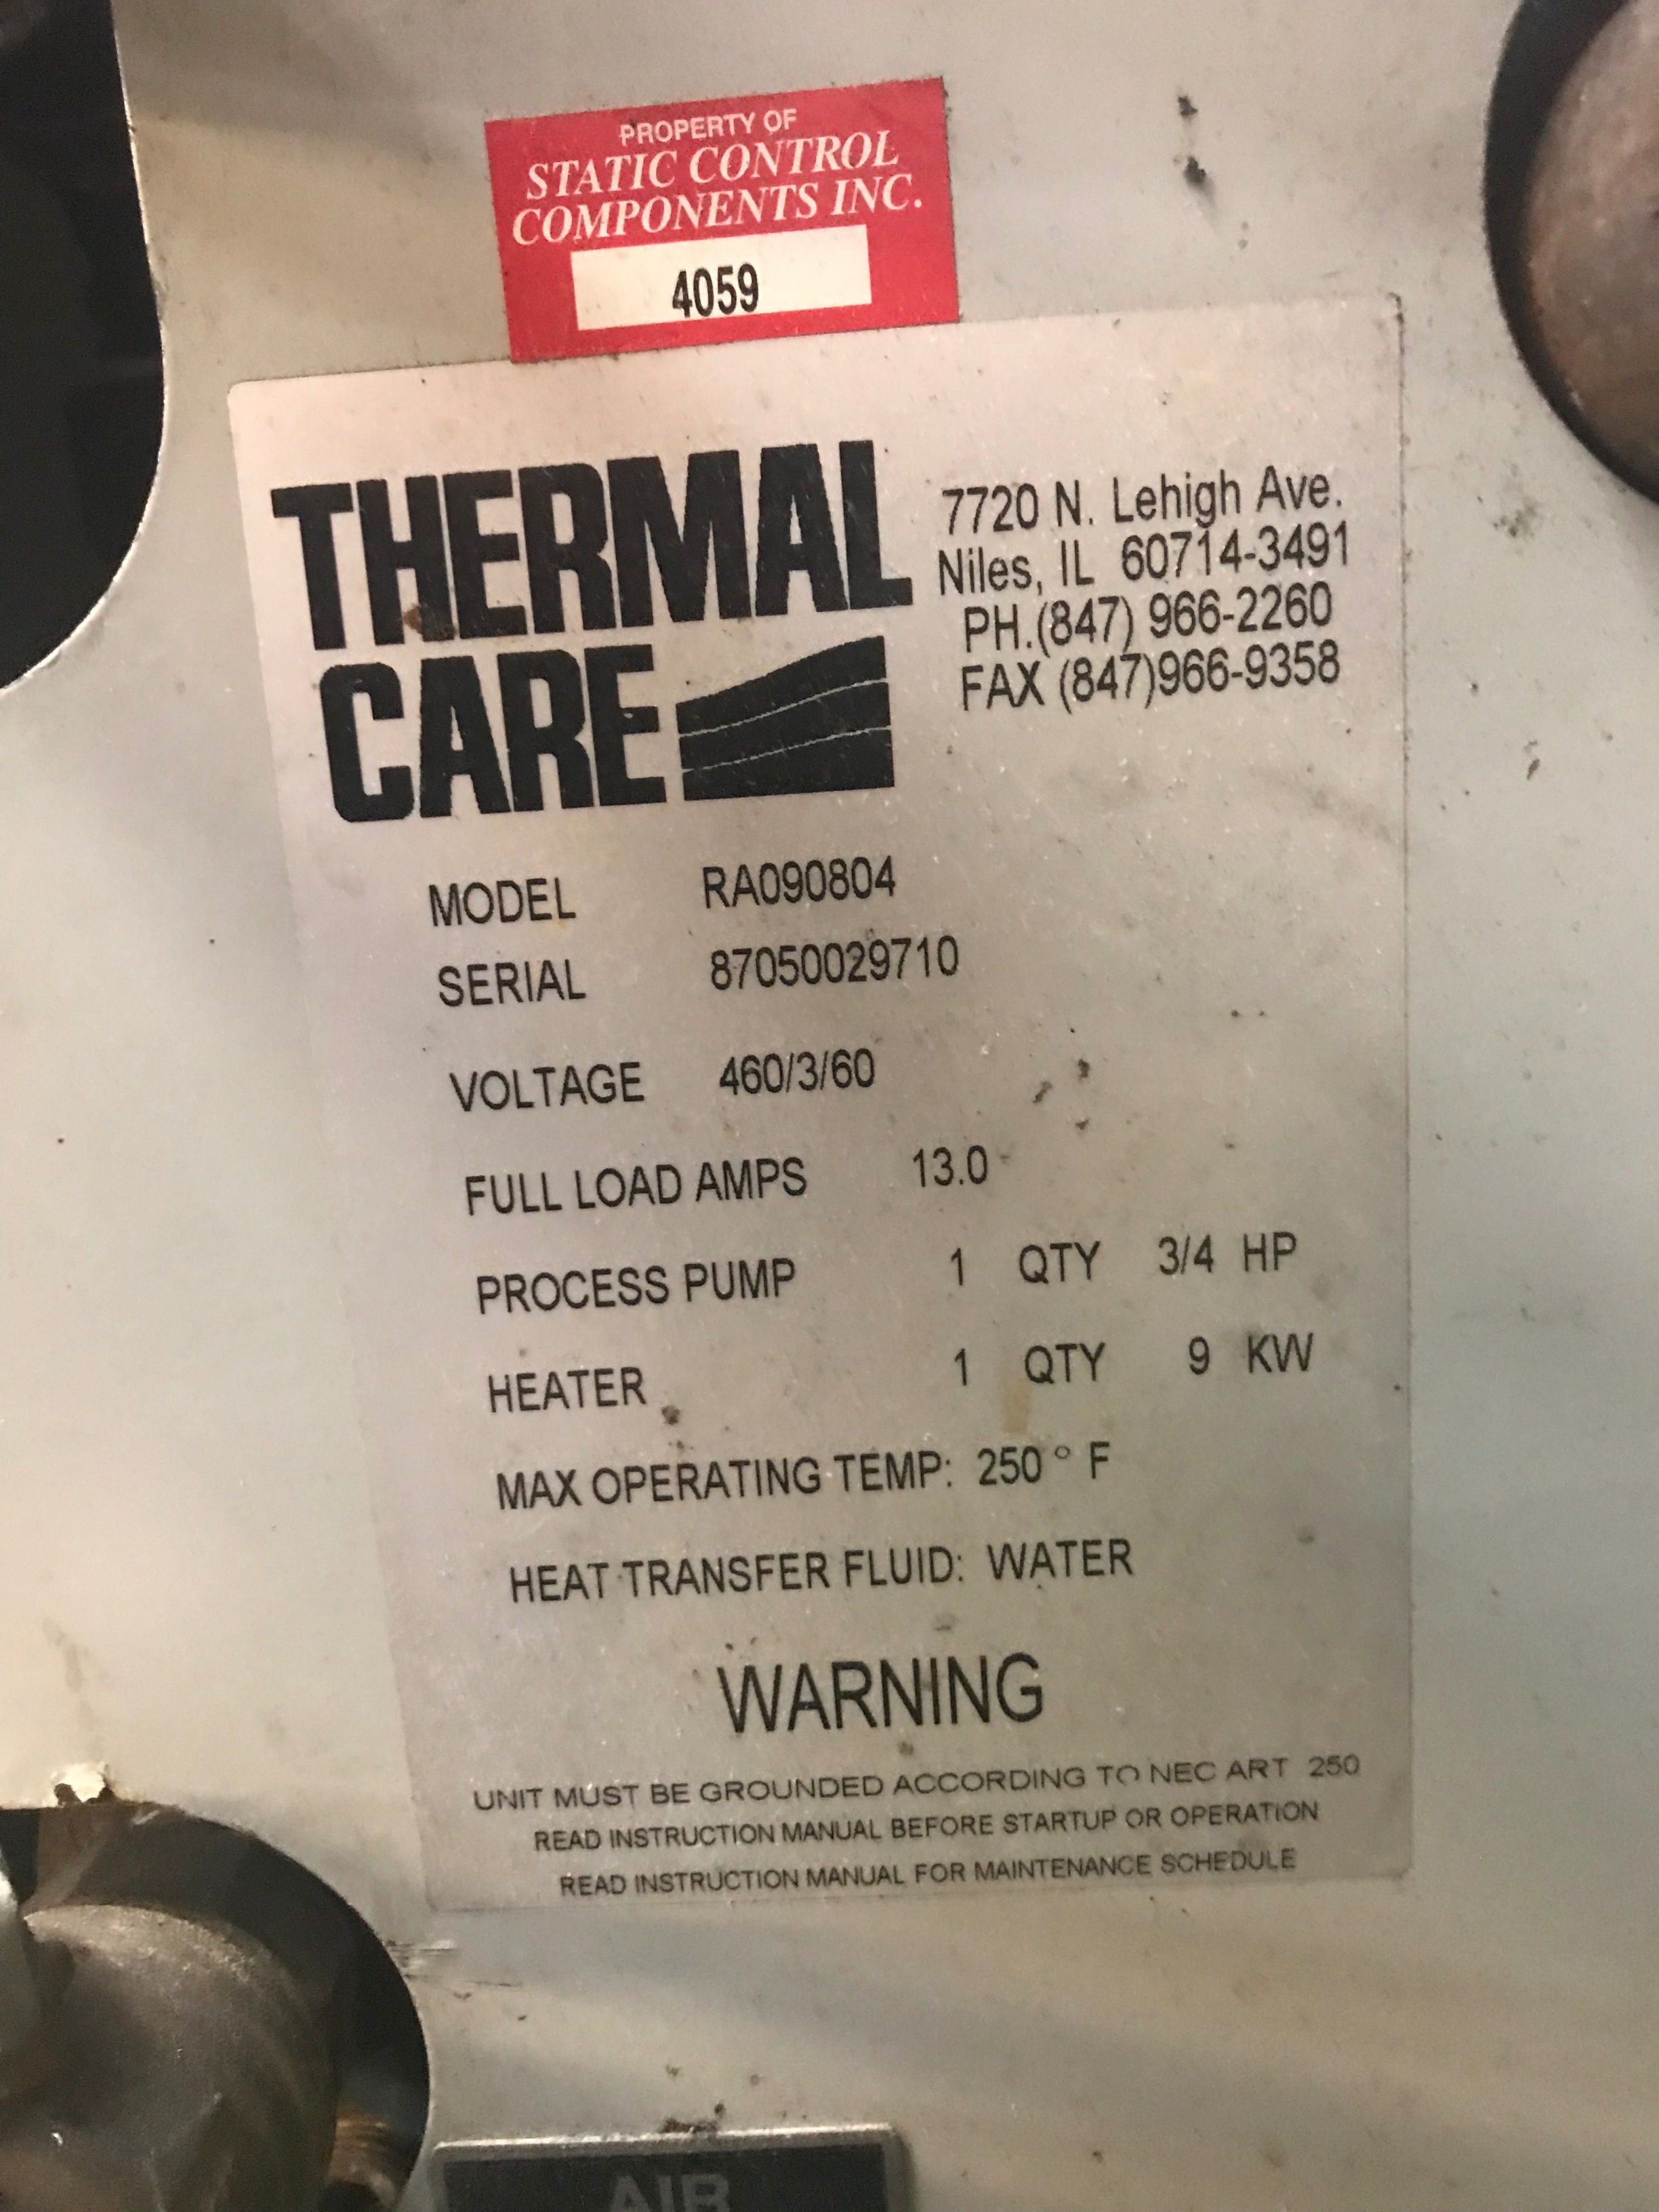 PROPERTY OF
STATIC CONTROL
COMPONENTS INC.
4059
THERMAL
CARE
7720 N. Lehigh Ave.
Niles, IL 60714-3491
PH.(847) 966-2260
FAX (847)966-9358
MODEL RA090804
SERIAL 87050029710
VOLTAGE 460/3/60
FULL LOAD AMPS 13.0
PROCESS PUMP 1 QTY 3/4 HP
HEATER 1 QTY 9 KW
MAX OPERATING TEMP: 250° F
HEAT TRANSFER FLUID: WATER
WARNING
UNIT MUST BE GROUNDED ACCORDING TO NEC ART 250
READ INSTRUCTION MANUAL BEFORE STARTUP OR OPERATION
READ INSTRUCTION MANUAL FOR MAINTENANCE SCHEDULE
AIR